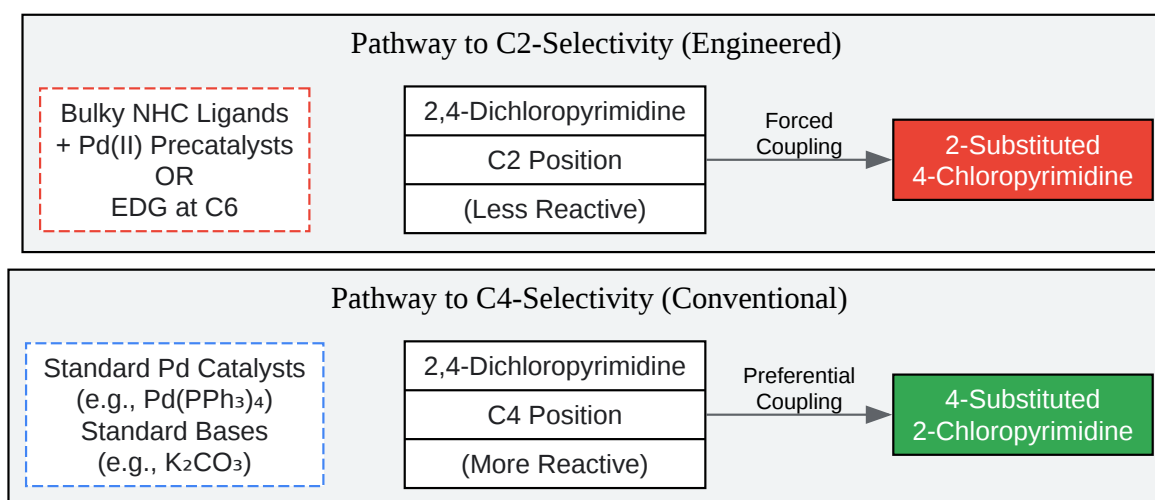 Pathway to C2-Selectivity (Engineered)
Bulky NHC Ligands
+ Pd(II) Precatalysts
OR
EDG at C6
2,4-Dichloropyrimidine
C2 Position
(Less Reactive)
Forced
Coupling
2-Substituted
4-Chloropyrimidine
Pathway to C4-Selectivity (Conventional)
Standard Pd Catalysts
(e.g., Pd(PPh₃)₄)
Standard Bases
(e.g., K₂CO₃)
2,4-Dichloropyrimidine
C4 Position
(More Reactive)
Preferential
Coupling
4-Substituted
2-Chloropyrimidine